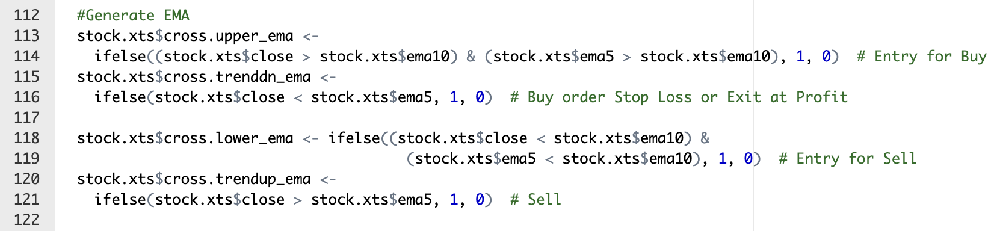 112 #Generate EMA
113 stock.xts$cross.upper_ema <-
114   ifelse((stock.xts$close > stock.xts$ema10) & (stock.xts$ema5 > stock.xts$ema10), 1, 0)  # Entry for Buy
115 stock.xts$cross.trenddn_ema <-
116   ifelse(stock.xts$close < stock.xts$ema5, 1, 0)  # Buy order Stop Loss or Exit at Profit
117
118 stock.xts$cross.lower_ema <- ifelse((stock.xts$close < stock.xts$ema10) &
119                                       (stock.xts$ema5 < stock.xts$ema10), 1, 0)  # Entry for Sell
120 stock.xts$cross.trendup_ema <-
121   ifelse(stock.xts$close > stock.xts$ema5, 1, 0)  # Sell
122